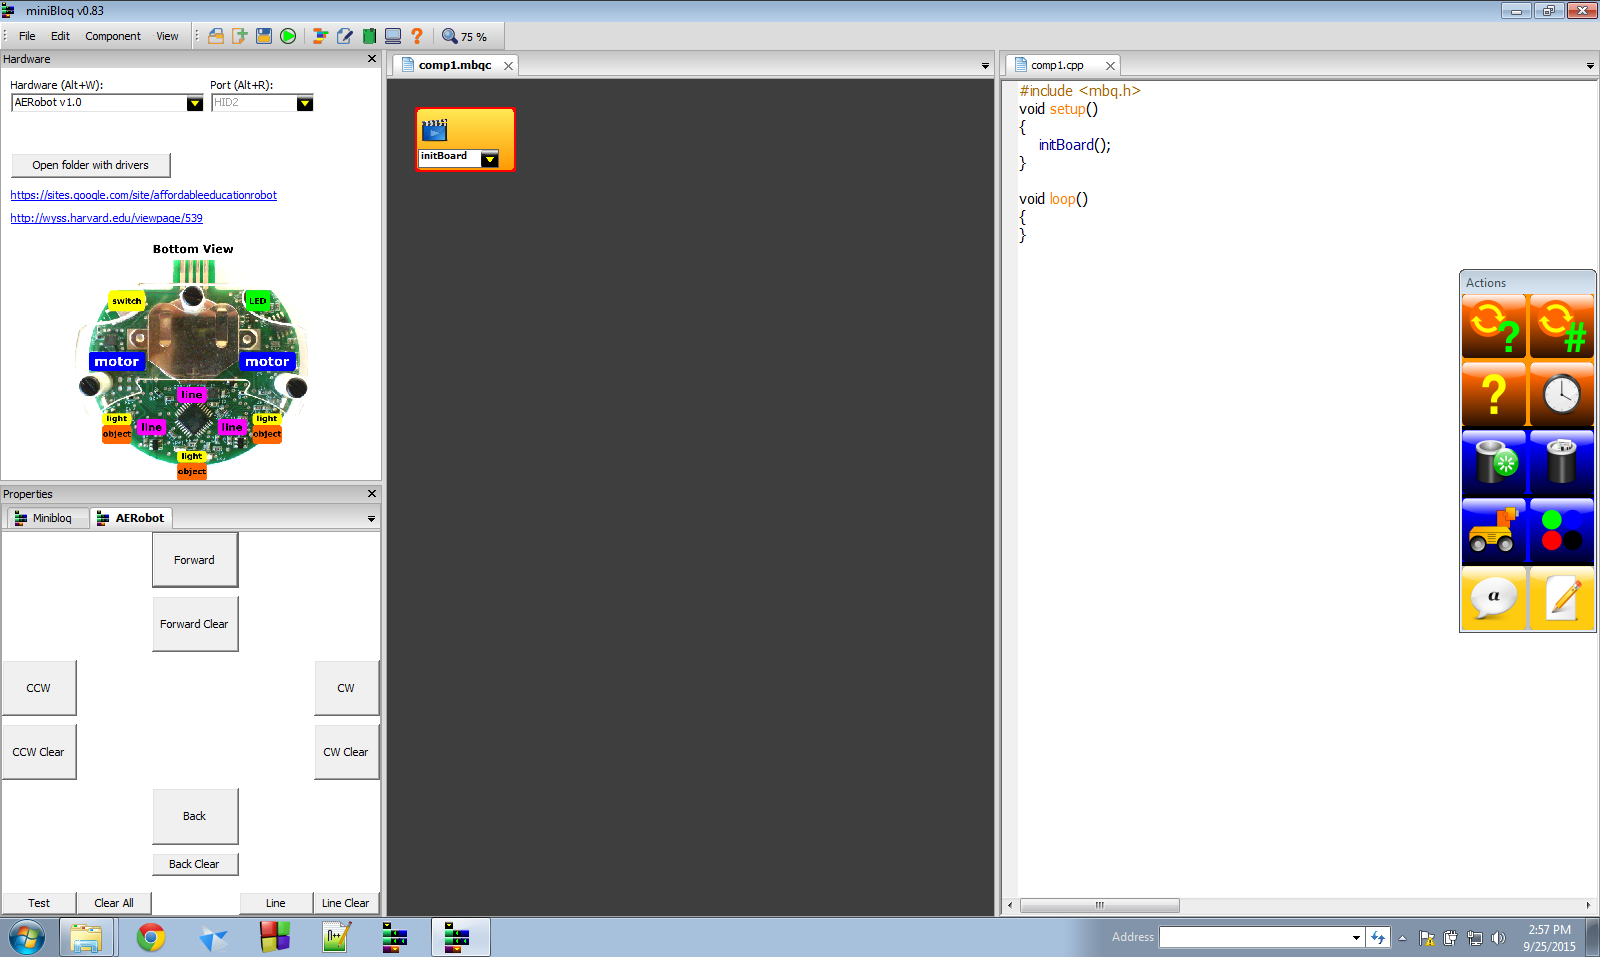 miniBloq v0.83
File Edit Component View 75 %
Hardware
Hardware (Alt+W): Port (Alt+R):
AERobot v1.0 HID2
Open folder with drivers
https://sites.google.com/site/affordableeducationrobot
http://wyss.harvard.edu/viewpage/539
Bottom View
switch LED
motor motor
line
light light
line line
object object
light
object
Properties
Minibloq AERobot
Forward
Forward Clear
CCW CW
CCW Clear CW Clear
Back
Back Clear
Test Clear All Line Line Clear
comp1.mbqc
initBoard
comp1.cpp
#include <mbq.h>
void setup()
{
initBoard();
}
void loop()
{
}
Actions
?
#
?
a
Address
2:57 PM
9/25/2015